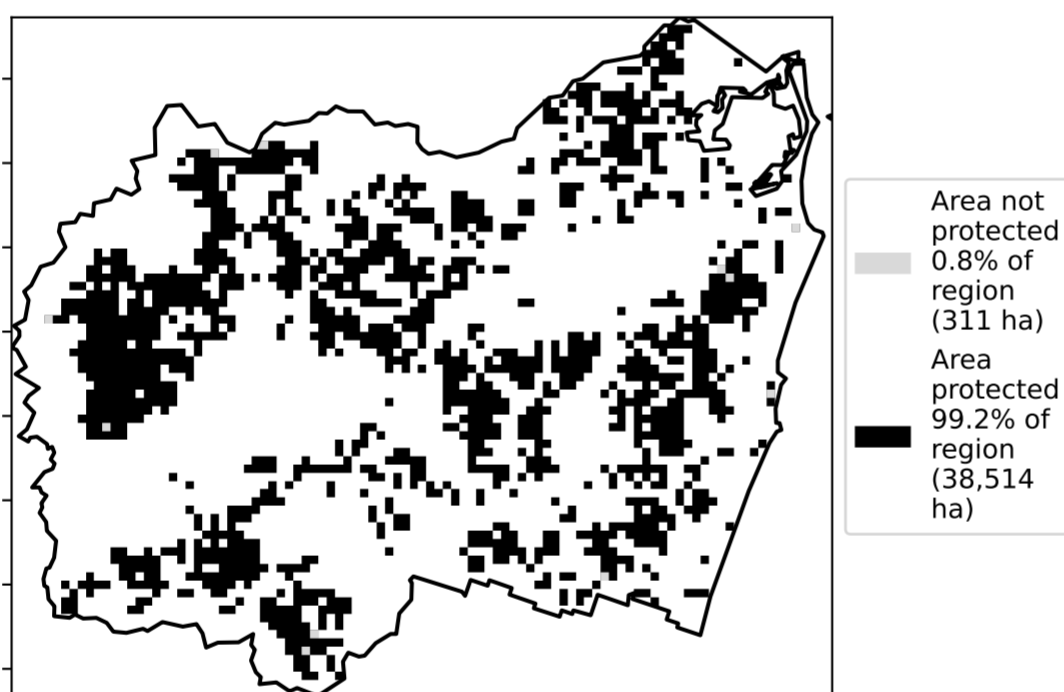 Area not
protected
0.8% of
region
(311 ha)
Area
protected
99.2% of
region
(38,514
ha)